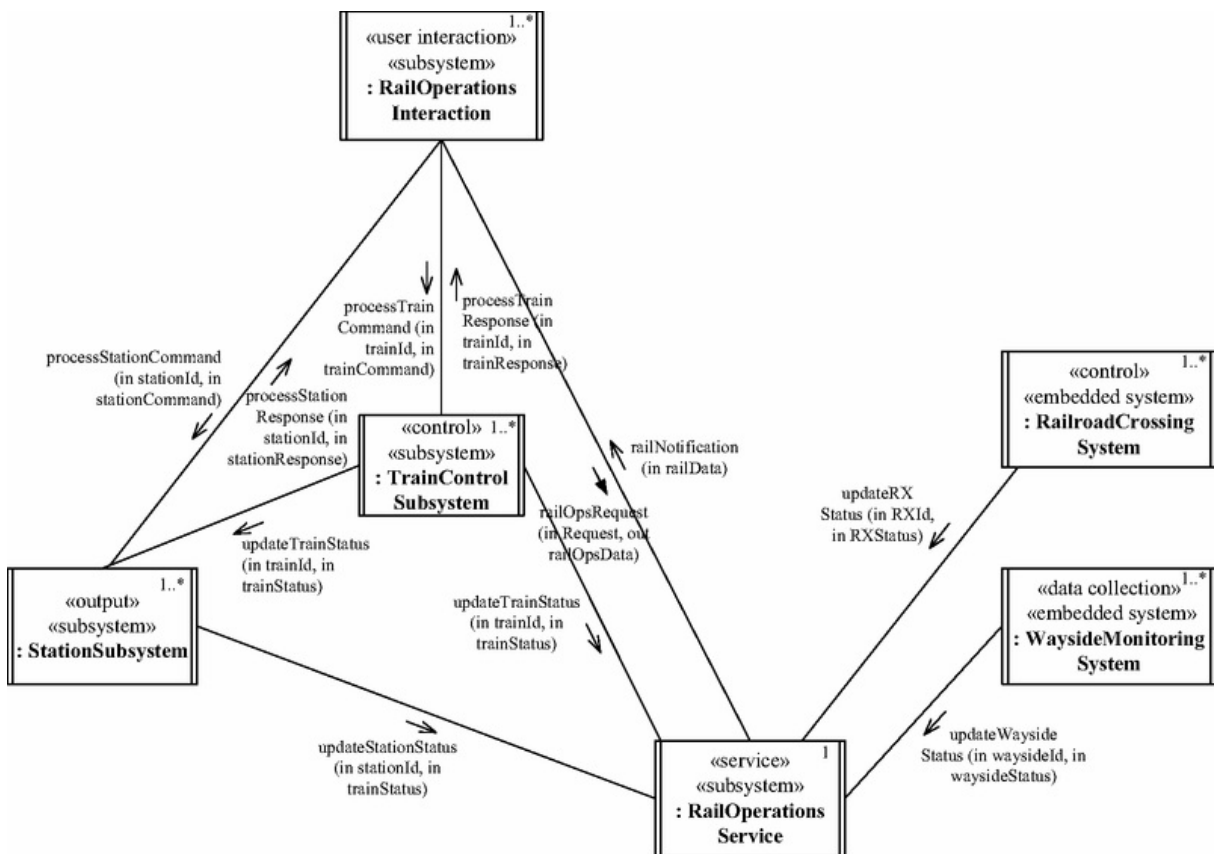 1..*
«user interaction»
«subsystem»
: RailOperations
Interaction
processTrain
Command (in
trainId, in
trainCommand)
processTrain
Response (in
trainId, in
trainResponse)
processStationCommand
(in stationId, in
stationCommand)
processStation
Response (in
stationId, in
stationResponse)
«control» 1..*
«subsystem»
: TrainControl
Subsystem
railNotification
(in railData)
railOpsRequest
(in Request, out
railOpsData)
1..*
«control»
«embedded system»
: RailroadCrossing
System
updateRX
Status (in RXId,
in RXStatus)
updateTrainStatus
(in trainId, in
trainStatus)
1..*
«output»
«subsystem»
: StationSubsystem
updateTrainStatus
(in trainId, in
trainStatus)
«data collection» 1..*
«embedded system»
: WaysideMonitoring
System
updateStationStatus
(in stationId, in
trainStatus)
updateWayside
Status (in waysideId, in
waysideStatus)
«service» 1
«subsystem»
: RailOperations
Service